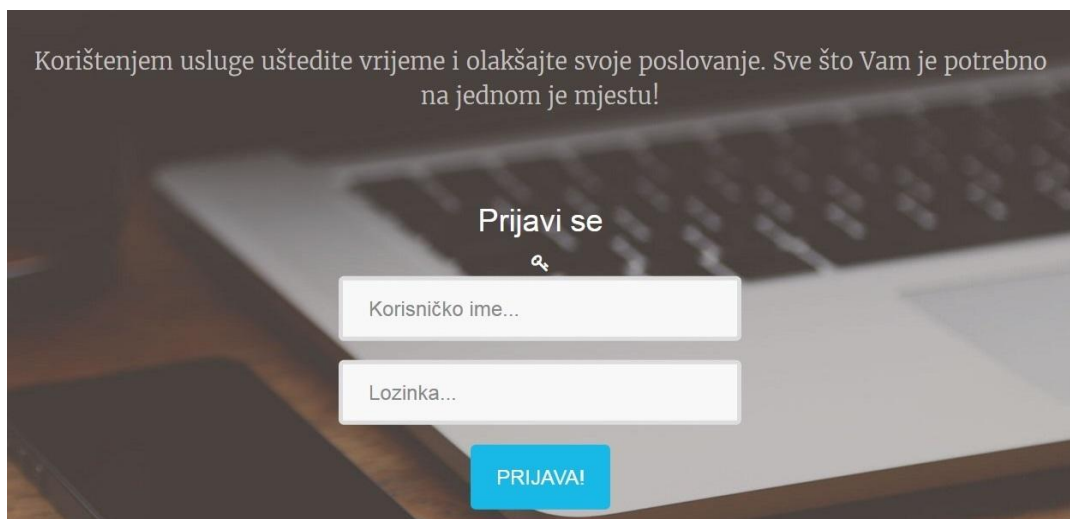 Korištenjem usluge uštedite vrijeme i olakšajte svoje poslovanje. Sve što Vam je potrebno
na jednom je mjestu!
Prijavi se
Korisničko ime...
Lozinka...
PRIJAVA!